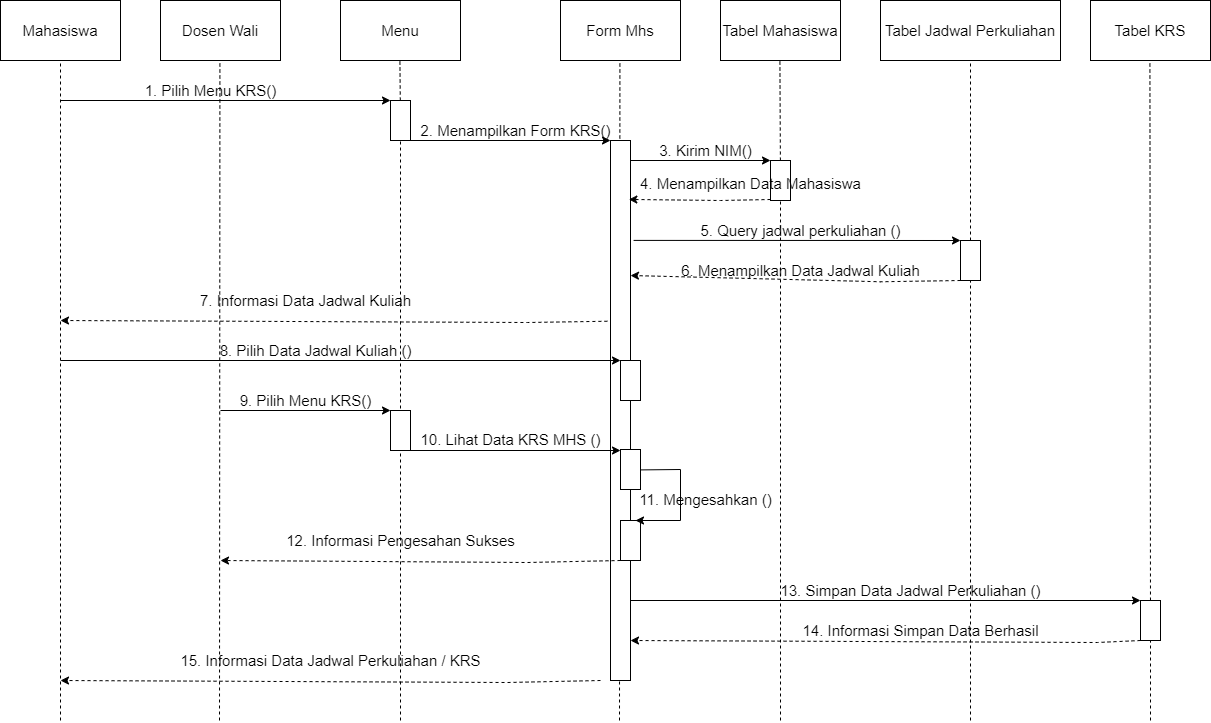 Mahasiswa
Dosen Wali
Menu
Form Mhs
Tabel Mahasiswa
Tabel Jadwal Perkuliahan
Tabel KRS
1. Pilih Menu KRS()
2. Menampilkan Form KRS()
3. Kirim NIM()
4. Menampilkan Data Mahasiswa
5. Query jadwal perkuliahan ()
6. Menampilkan Data Jadwal Kuliah
7. Informasi Data Jadwal Kuliah
8. Pilih Data Jadwal Kuliah ()
9. Pilih Menu KRS()
10. Lihat Data KRS MHS ()
11. Mengesahkan ()
12. Informasi Pengesahan Sukses
13. Simpan Data Jadwal Perkuliahan ()
14. Informasi Simpan Data Berhasil
15. Informasi Data Jadwal Perkuliahan / KRS